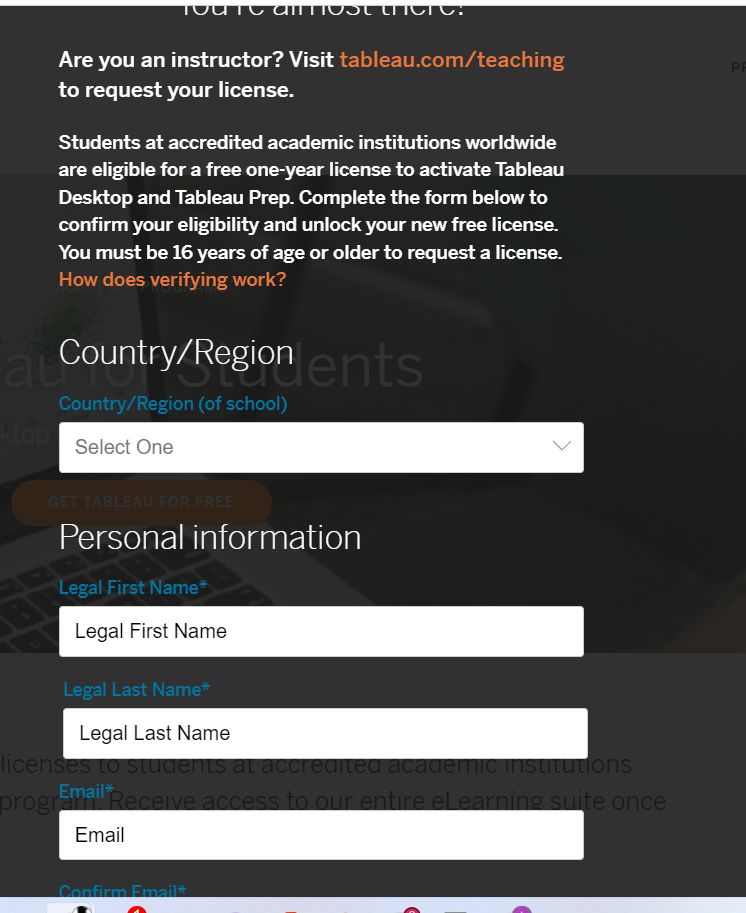 You're almost there!
Are you an instructor? Visit tableau.com/teaching
to request your license.
Students at accredited academic institutions worldwide
are eligible for a free one-year license to activate Tableau
Desktop and Tableau Prep. Complete the form below to
confirm your eligibility and unlock your new free license.
You must be 16 years of age or older to request a license.
How does verifying work?
Country/Region
au for Students
Country/Region (of school)
ktop
Select One
GET TABLEAU FOR FREE
Personal information
Legal First Name*
Legal First Name
Legal Last Name*
Legal Last Name
licenses to students at accredited academic institutions
Email*
program. Receive access to our entire eLearning suite once
Email
Confirm Email*